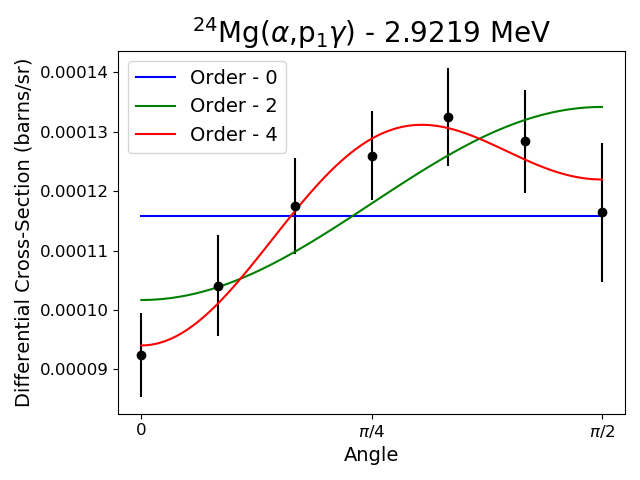 ²⁴Mg(α,p₁γ) - 2.9219 MeV
Order - 0
Order - 2
Order - 4
Differential Cross-Section (barns/sr)
0.00014
0.00013
0.00012
0.00011
0.00010
0.00009
0
π/4
π/2
Angle